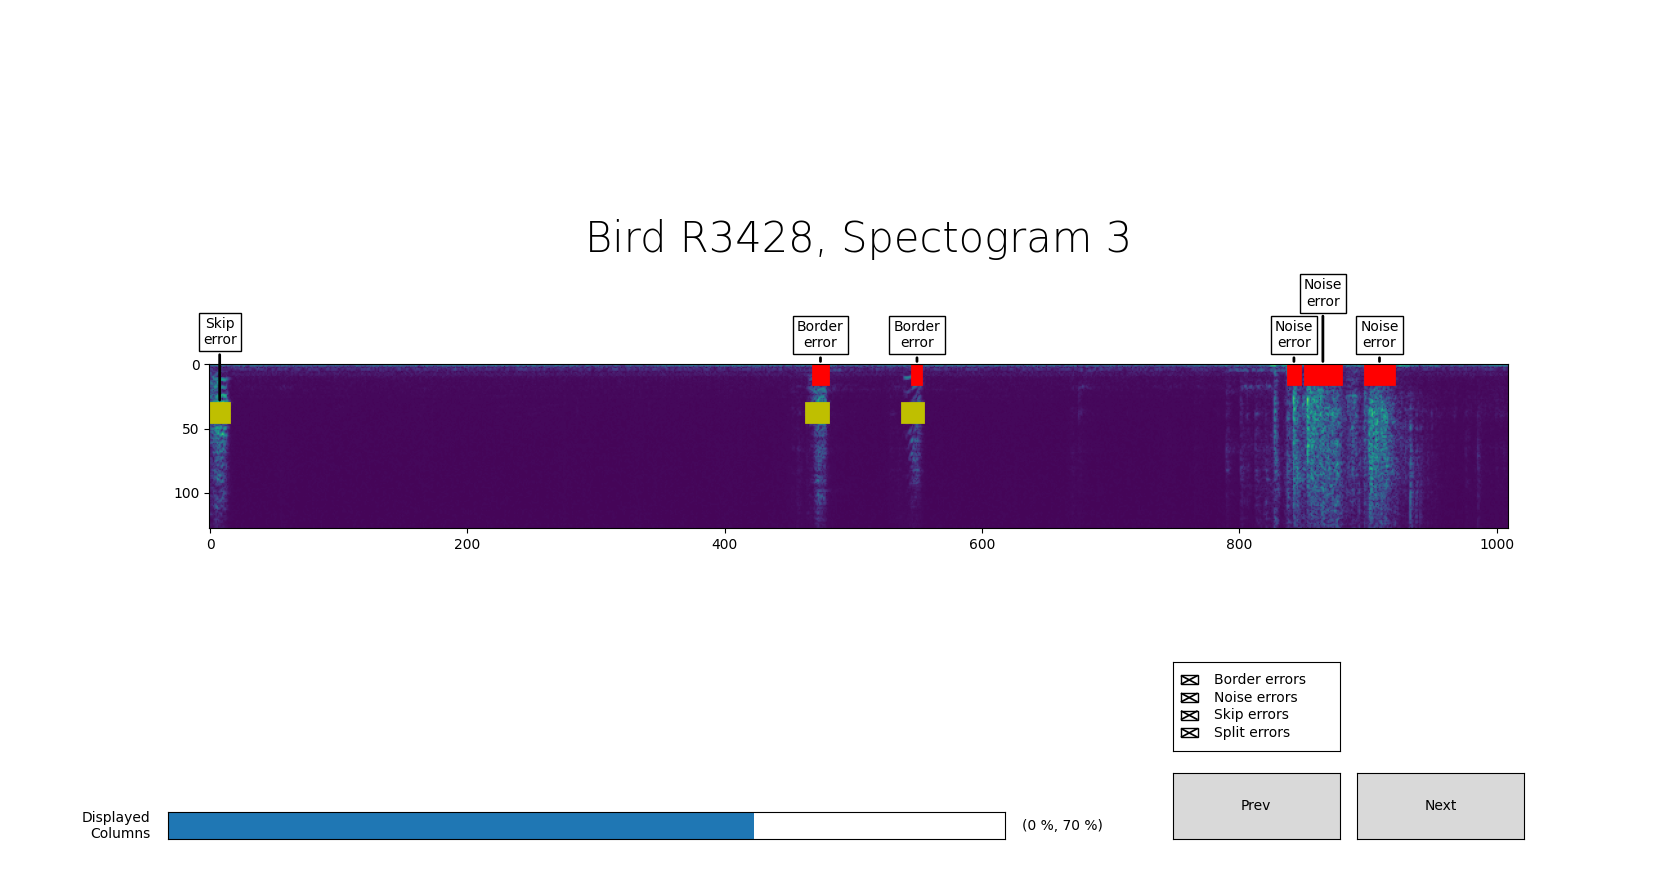 Bird R3428, Spectogram 3
Noise
error
Skip
error
Border
error
Border
error
Noise
error
Noise
error
0
50
100
0
200
400
600
800
1000
Border errors
Noise errors
Skip errors
Split errors
Prev
Next
Displayed
Columns
(0 %, 70 %)